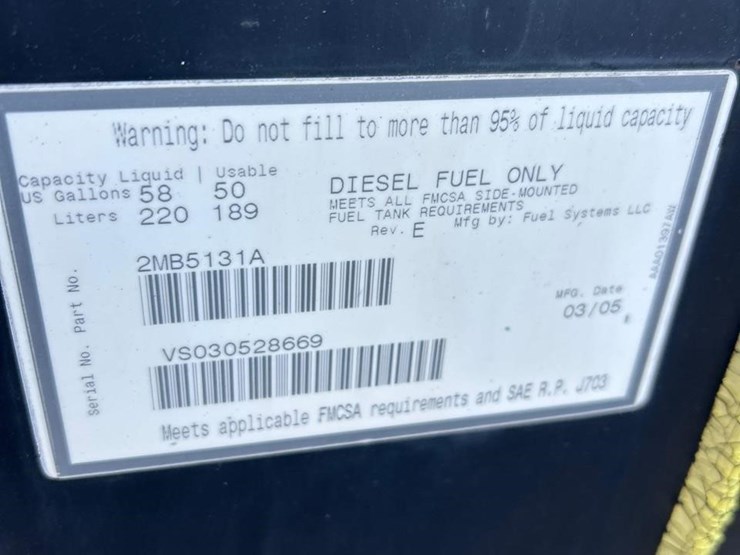 Warning: Do not fill to more than 95% of liquid capacity
Capacity Liquid | Usable
US Gallons 58 50
Liters 220 189
DIESEL FUEL ONLY
MEETS ALL FMCSA SIDE-MOUNTED
FUEL TANK REQUIREMENTS
Rev. E Mfg by: Fuel Systems LLC
AAA01397AW
Part No.
2MB5131A
MFG. Date
03/05
Serial No.
VS030528669
Meets applicable FMCSA requirements and SAE R.P. J703